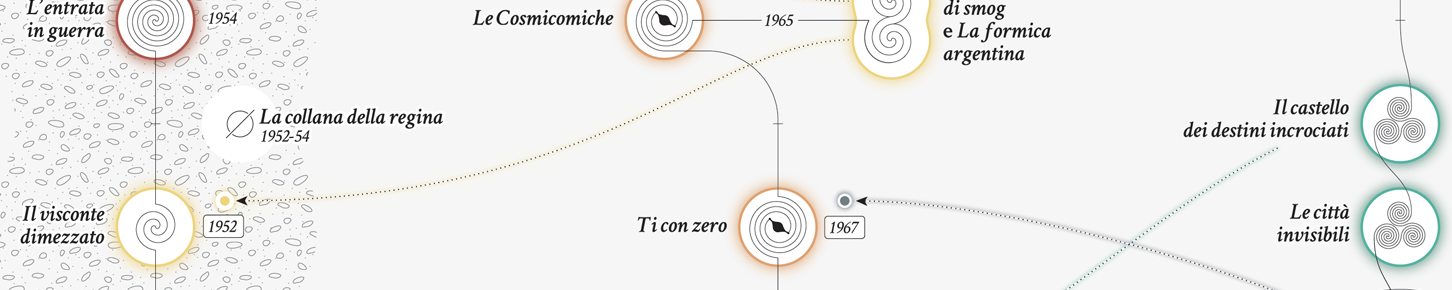 L'entrata
in guerra
1954
Le Cosmicomiche
1965
di smog
e La formica
argentina
La collana della regina
1952-54
Il castello
dei destini incrociati
Il visconte
dimezzato
1952
Ti con zero
1967
Le città
invisibili